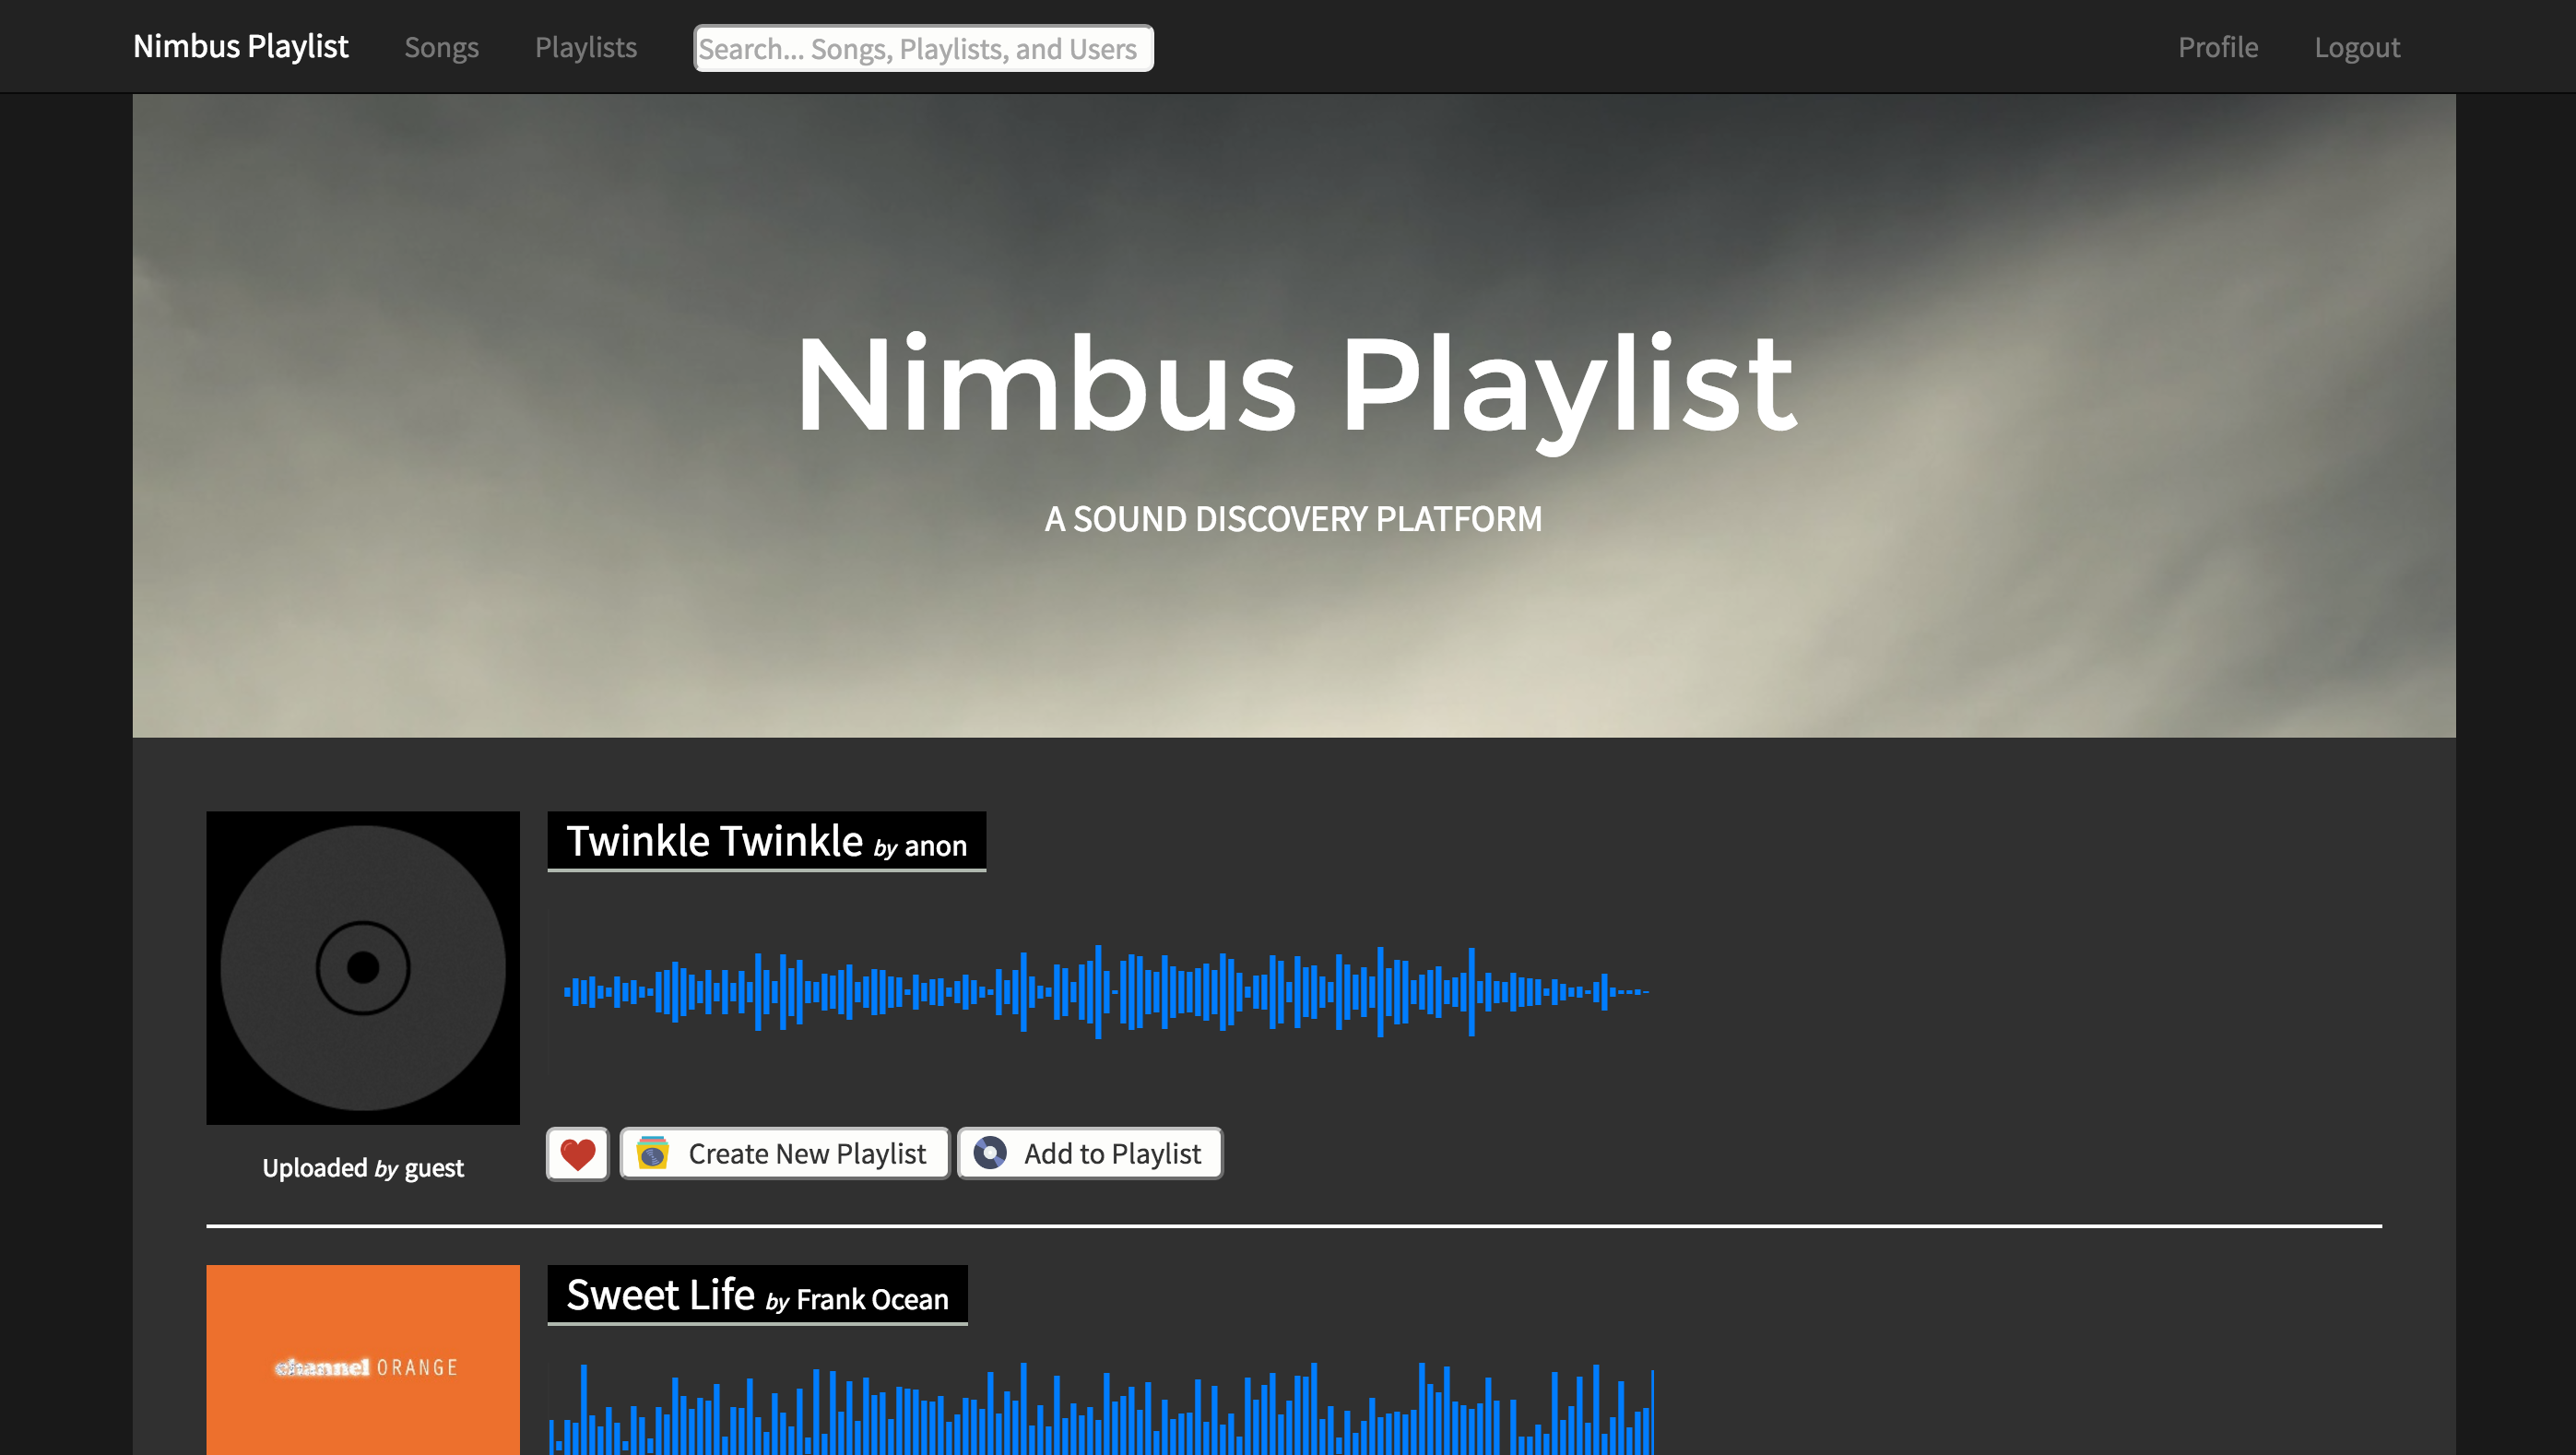 Nimbus Playlist Songs Playlists Search... Songs, Playlists, and Users Profile Logout
Nimbus Playlist
A SOUND DISCOVERY PLATFORM
Twinkle Twinkle by anon
Create New Playlist Add to Playlist
Uploaded by guest
Sweet Life by Frank Ocean
channel ORANGE